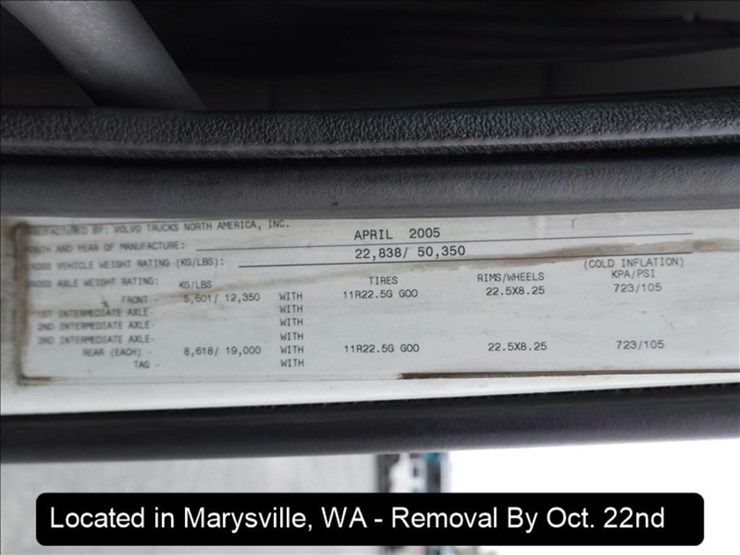 BY: VOLVO TRUCKS NORTH AMERICA, INC.
MONTH AND YEAR OF MANUFACTURE: APRIL 2005
GROSS VEHICLE WEIGHT RATING (KG/LBS): 22,838/ 50,350
GROSS AXLE WEIGHT RATING: KG/LBS TIRES RIMS/WHEELS (COLD INFLATION) KPA/PSI
FRONT - 5,601/ 12,350 WITH 11R22.5G GOO 22.5X8.25 723/105
1ST INTERMEDIATE AXLE- WITH
2ND INTERMEDIATE AXLE- WITH
3RD INTERMEDIATE AXLE- WITH
REAR (EACH) - 8,618/ 19,000 WITH 11R22.5G GOO 22.5X8.25 723/105
TAG - WITH
Located in Marysville, WA - Removal By Oct. 22nd